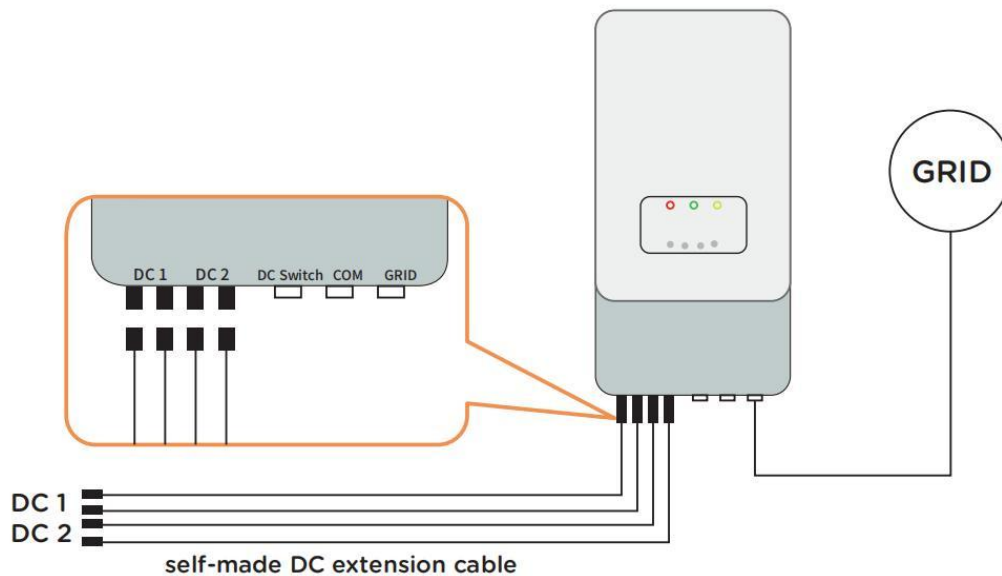 GRID
DC 1 DC 2 DC Switch COM GRID
DC 1
DC 2
self-made DC extension cable